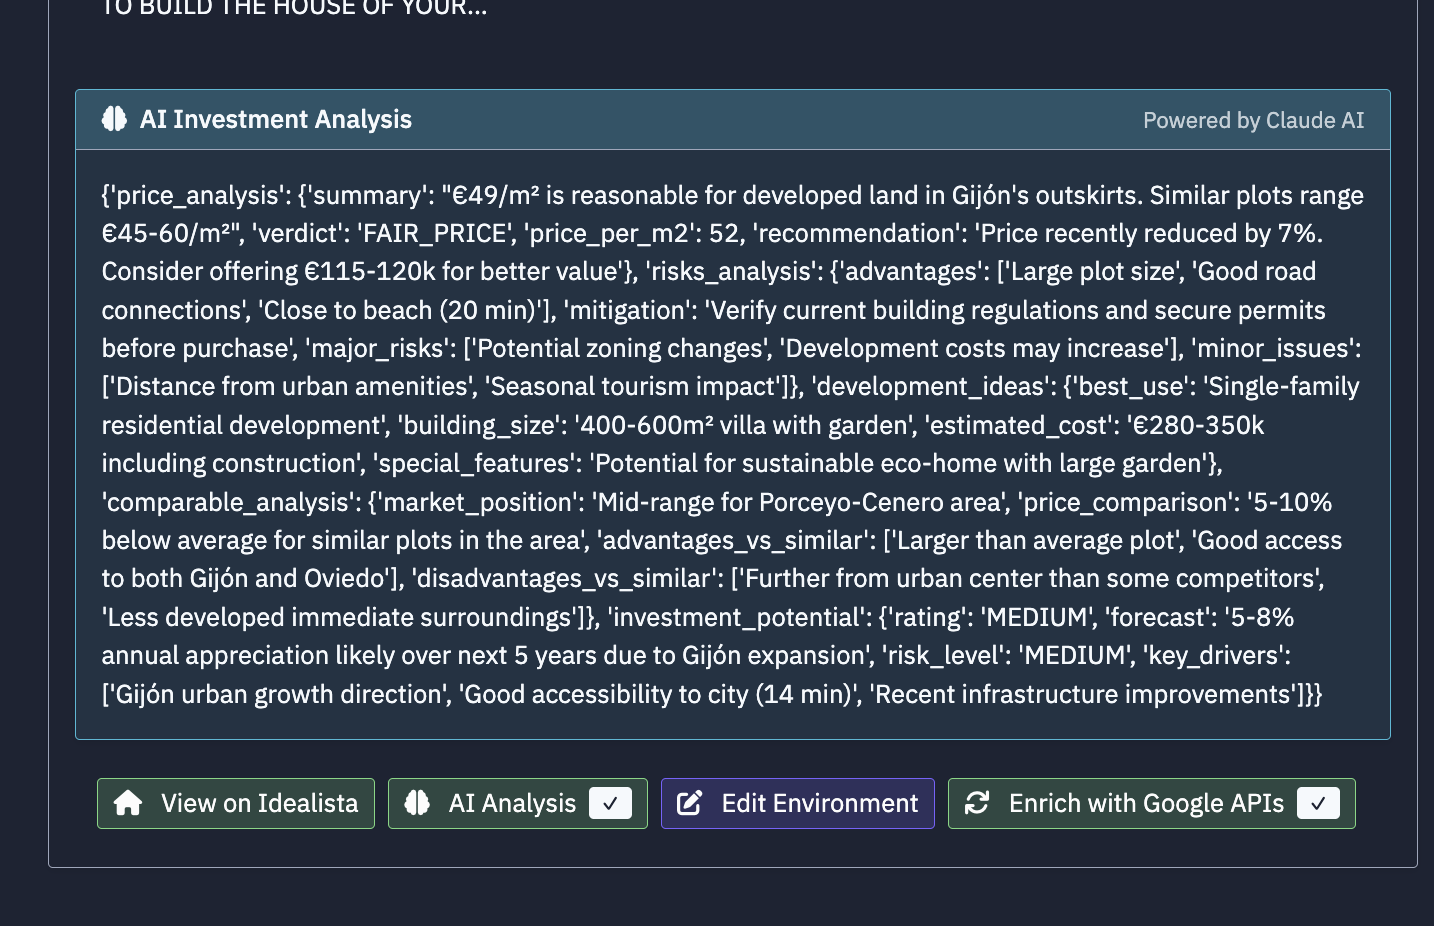 TO BUILD THE HOUSE OF YOUR...
AI Investment Analysis
Powered by Claude AI
{'price_analysis': {'summary': "€49/m² is reasonable for developed land in Gijón's outskirts. Similar plots range
€45-60/m²", 'verdict': 'FAIR_PRICE', 'price_per_m2': 52, 'recommendation': 'Price recently reduced by 7%.
Consider offering €115-120k for better value'}, 'risks_analysis': {'advantages': ['Large plot size', 'Good road
connections', 'Close to beach (20 min)'], 'mitigation': 'Verify current building regulations and secure permits
before purchase', 'major_risks': ['Potential zoning changes', 'Development costs may increase'], 'minor_issues':
['Distance from urban amenities', 'Seasonal tourism impact']}, 'development_ideas': {'best_use': 'Single-family
residential development', 'building_size': '400-600m² villa with garden', 'estimated_cost': '€280-350k
including construction', 'special_features': 'Potential for sustainable eco-home with large garden'},
'comparable_analysis': {'market_position': 'Mid-range for Porceyo-Cenero area', 'price_comparison': '5-10%
below average for similar plots in the area', 'advantages_vs_similar': ['Larger than average plot', 'Good access
to both Gijón and Oviedo'], 'disadvantages_vs_similar': ['Further from urban center than some competitors',
'Less developed immediate surroundings']}, 'investment_potential': {'rating': 'MEDIUM', 'forecast': '5-8%
annual appreciation likely over next 5 years due to Gijón expansion', 'risk_level': 'MEDIUM', 'key_drivers':
['Gijón urban growth direction', 'Good accessibility to city (14 min)', 'Recent infrastructure improvements']}}
View on Idealista
AI Analysis ✓
Edit Environment
Enrich with Google APIs ✓